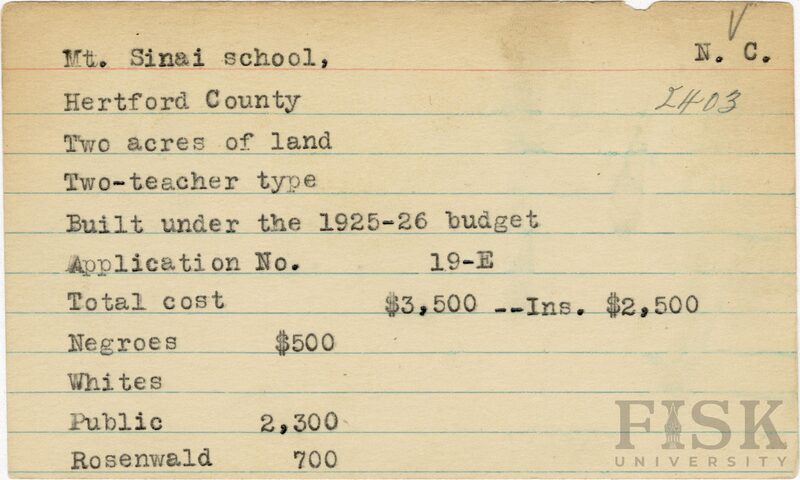 V
Mt. Sinai school, N. C.
Hertford County 2403
Two acres of land
Two-teacher type
Built under the 1925-26 budget
Application No. 19-E
Total cost $3,500 --Ins. $2,500
Negroes $500
Whites
Public 2,300
Rosenwald 700
FISK
UNIVERSITY